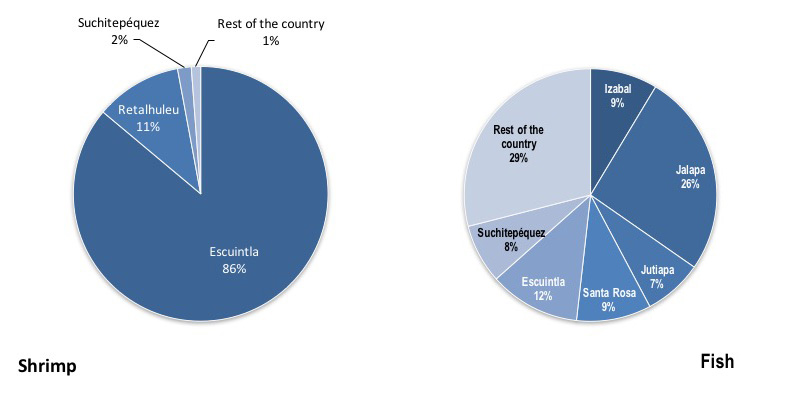 Suchitepéquez
2%
Rest of the country
1%
Retalhuleu
11%
Escuintla
86%
Shrimp
Izabal
9%
Jalapa
26%
Jutiapa
7%
Santa Rosa
9%
Escuintla
12%
Suchitepéquez
8%
Rest of the
country
29%
Fish